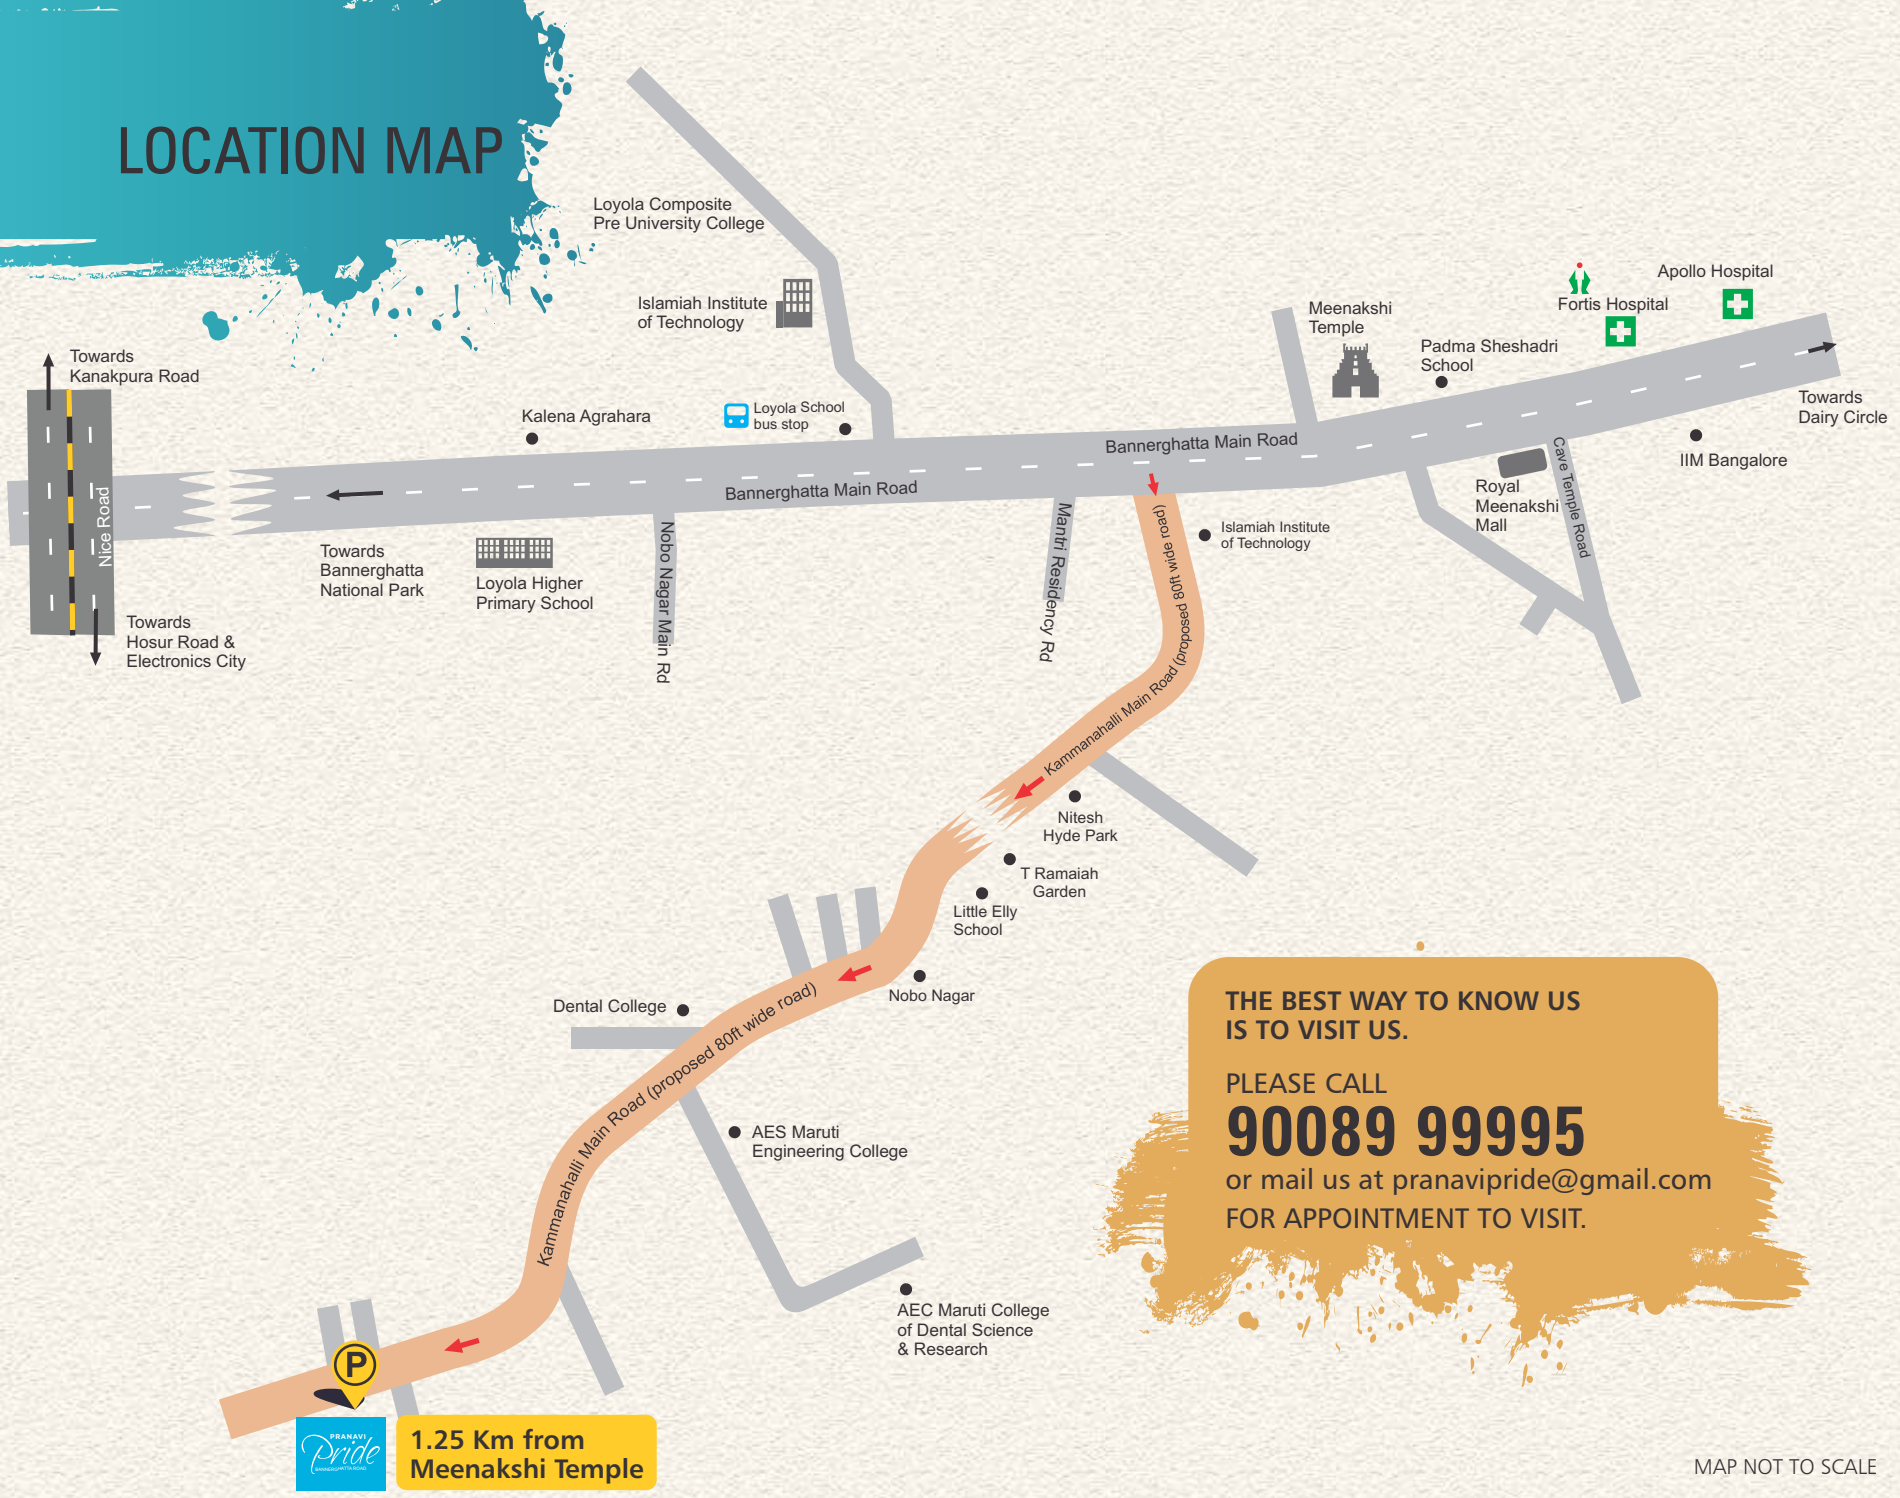 LOCATION MAP
Loyola Composite
Pre University College
Islamiah Institute
of Technology
Apollo Hospital
Fortis Hospital
Meenakshi
Temple
Padma Sheshadri
School
Towards
Kanakpura Road
Kalena Agrahara
Loyola School
bus stop
Towards
Dairy Circle
Bannerghatta Main Road
Bannerghatta Main Road
IIM Bangalore
Royal
Meenakshi
Mall
Cave Temple Road
Nice Road
Towards
Bannerghatta
National Park
Loyola Higher
Primary School
Nobo Nagar Main Rd
Mantri Residency Rd
Islamiah Institute
of Technology
Towards
Hosur Road &
Electronics City
Kammanahalli Main Road (proposed 80ft wide road)
Nitesh
Hyde Park
T Ramaiah
Garden
Little Elly
School
Nobo Nagar
Dental College
Kammanahalli Main Road (proposed 80ft wide road)
AES Maruti
Engineering College
AEC Maruti College
of Dental Science
& Research
THE BEST WAY TO KNOW US
IS TO VISIT US.
PLEASE CALL
90089 99995
or mail us at pranavipride@gmail.com
FOR APPOINTMENT TO VISIT.
P
PRANAVI
Pride
BANNERGHATTA ROAD
1.25 Km from
Meenakshi Temple
MAP NOT TO SCALE